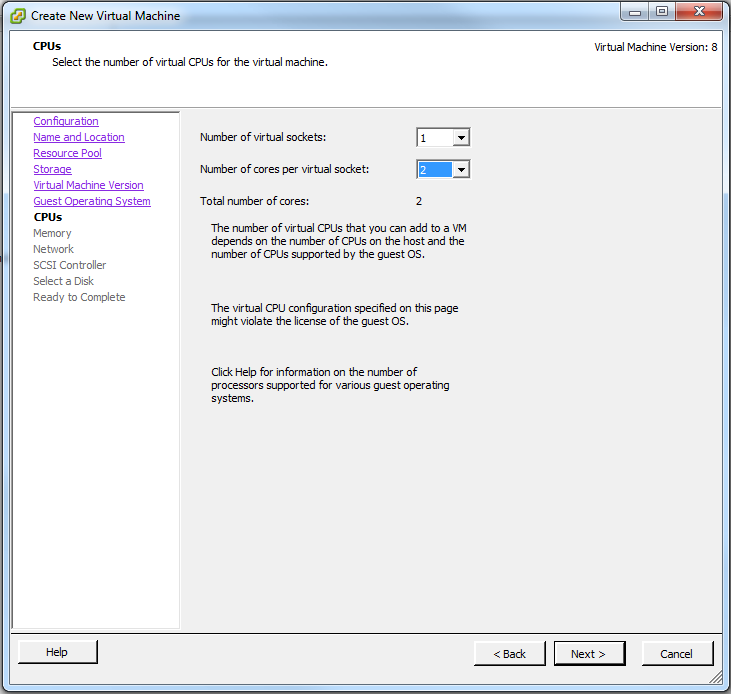 Create New Virtual Machine
CPUs
Select the number of virtual CPUs for the virtual machine.
Virtual Machine Version: 8
Configuration
Name and Location
Resource Pool
Storage
Virtual Machine Version
Guest Operating System
CPUs
Memory
Network
SCSI Controller
Select a Disk
Ready to Complete
Number of virtual sockets: 1
Number of cores per virtual socket: 2
Total number of cores: 2
The number of virtual CPUs that you can add to a VM
depends on the number of CPUs on the host and the
number of CPUs supported by the guest OS.
The virtual CPU configuration specified on this page
might violate the license of the guest OS.
Click Help for information on the number of
processors supported for various guest operating
systems.
Help
< Back
Next >
Cancel